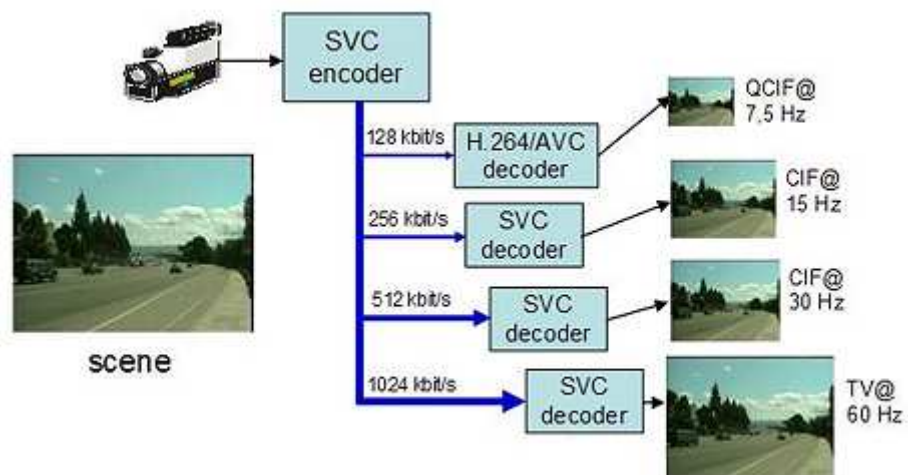 SVC
encoder
128 kbit/s
H.264/AVC
decoder
QCIF@
7,5 Hz
256 kbit/s
SVC
decoder
CIF@
15 Hz
512 kbit/s
SVC
decoder
CIF@
30 Hz
scene
1024 kbit/s
SVC
decoder
TV@
60 Hz